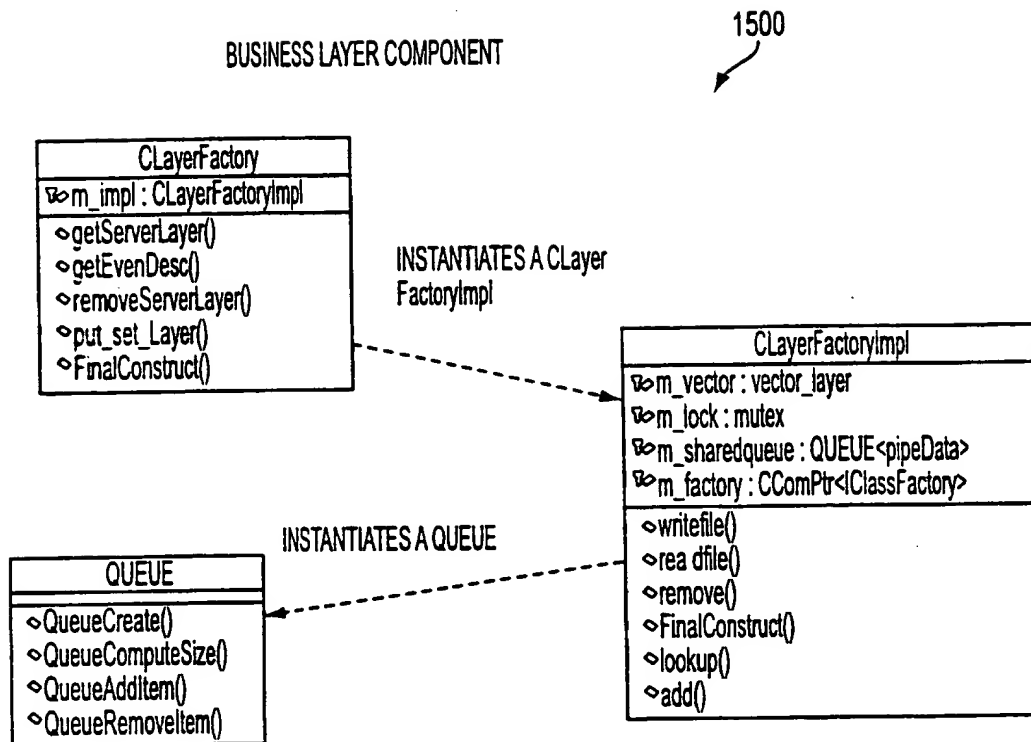 1500
BUSINESS LAYER COMPONENT
CLayerFactory
m_impl : CLayerFactoryImpl
getServerLayer()
getEvenDesc()
removeServerLayer()
put_set_Layer()
FinalConstruct()
INSTANTIATES A CLayer
FactoryImpl
CLayerFactoryImpl
m_vector : vector_layer
m_lock : mutex
m_sharedqueue : QUEUE<pipeData>
m_factory : CComPtr<IClassFactory>
writefile()
rea dfile()
remove()
FinalConstruct()
lookup()
add()
INSTANTIATES A QUEUE
QUEUE
QueueCreate()
QueueComputeSize()
QueueAddItem()
QueueRemoveItem()